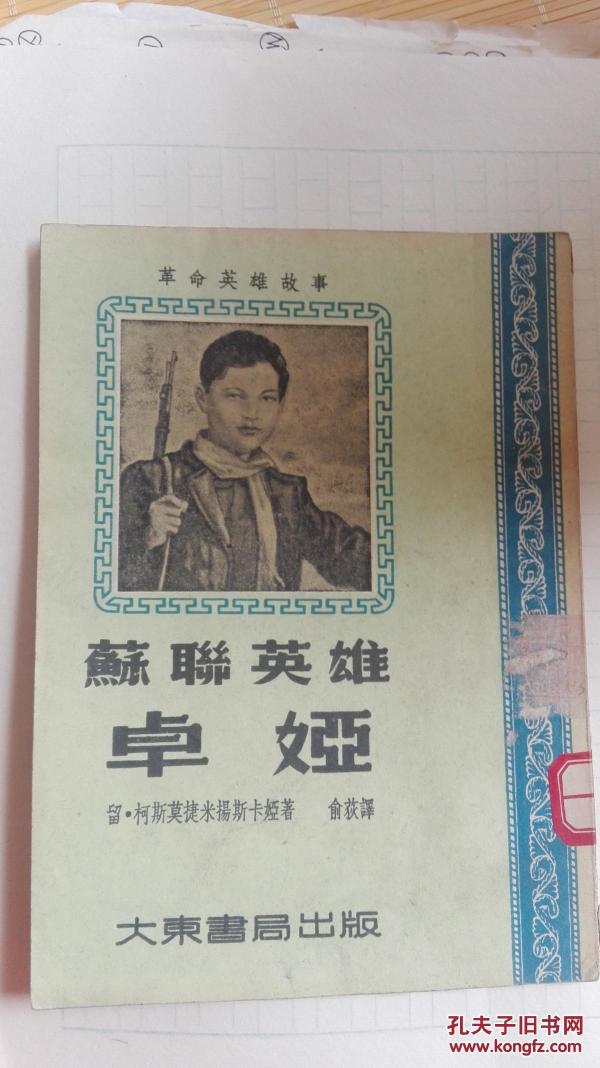 革命英雄故事
蘇聯英雄
卓婭
留·柯斯莫捷米揚斯卡婭著 俞荻譯
大東書局出版
孔夫子旧书网
www.kongfz.com